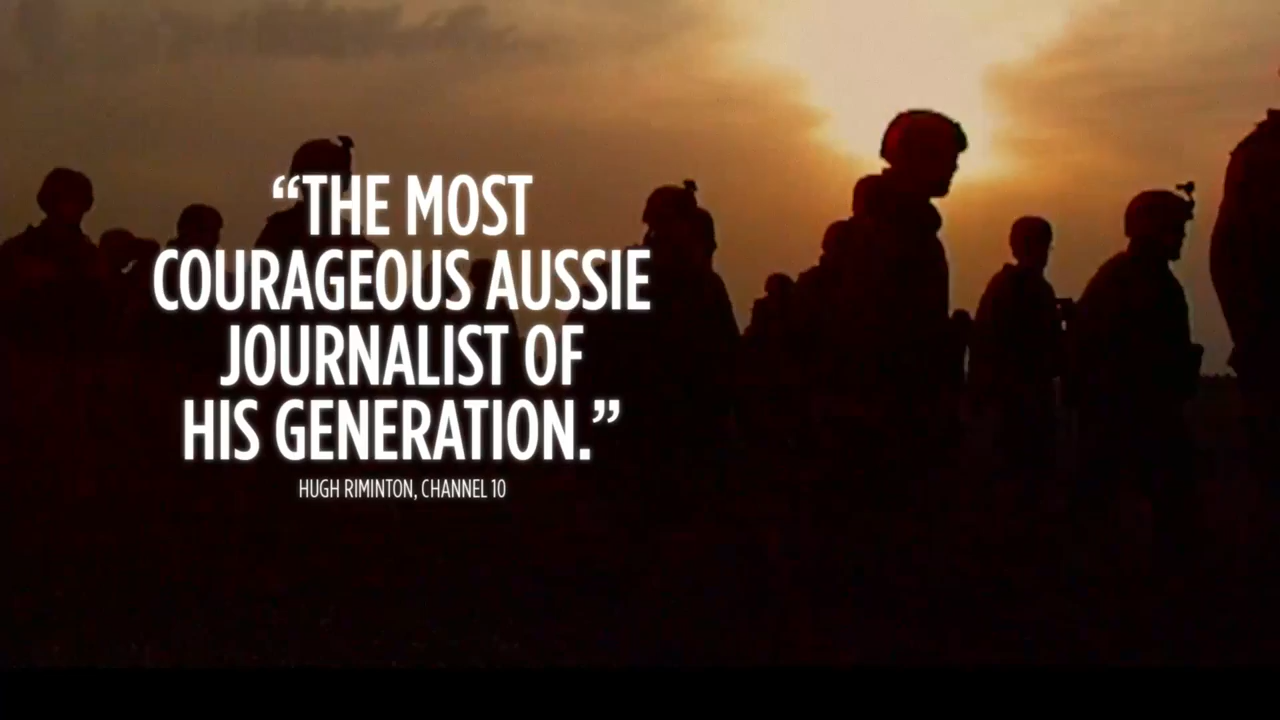 “THE MOST
COURAGEOUS AUSSIE
JOURNALIST OF
HIS GENERATION.”
HUGH RIMINTON, CHANNEL 10